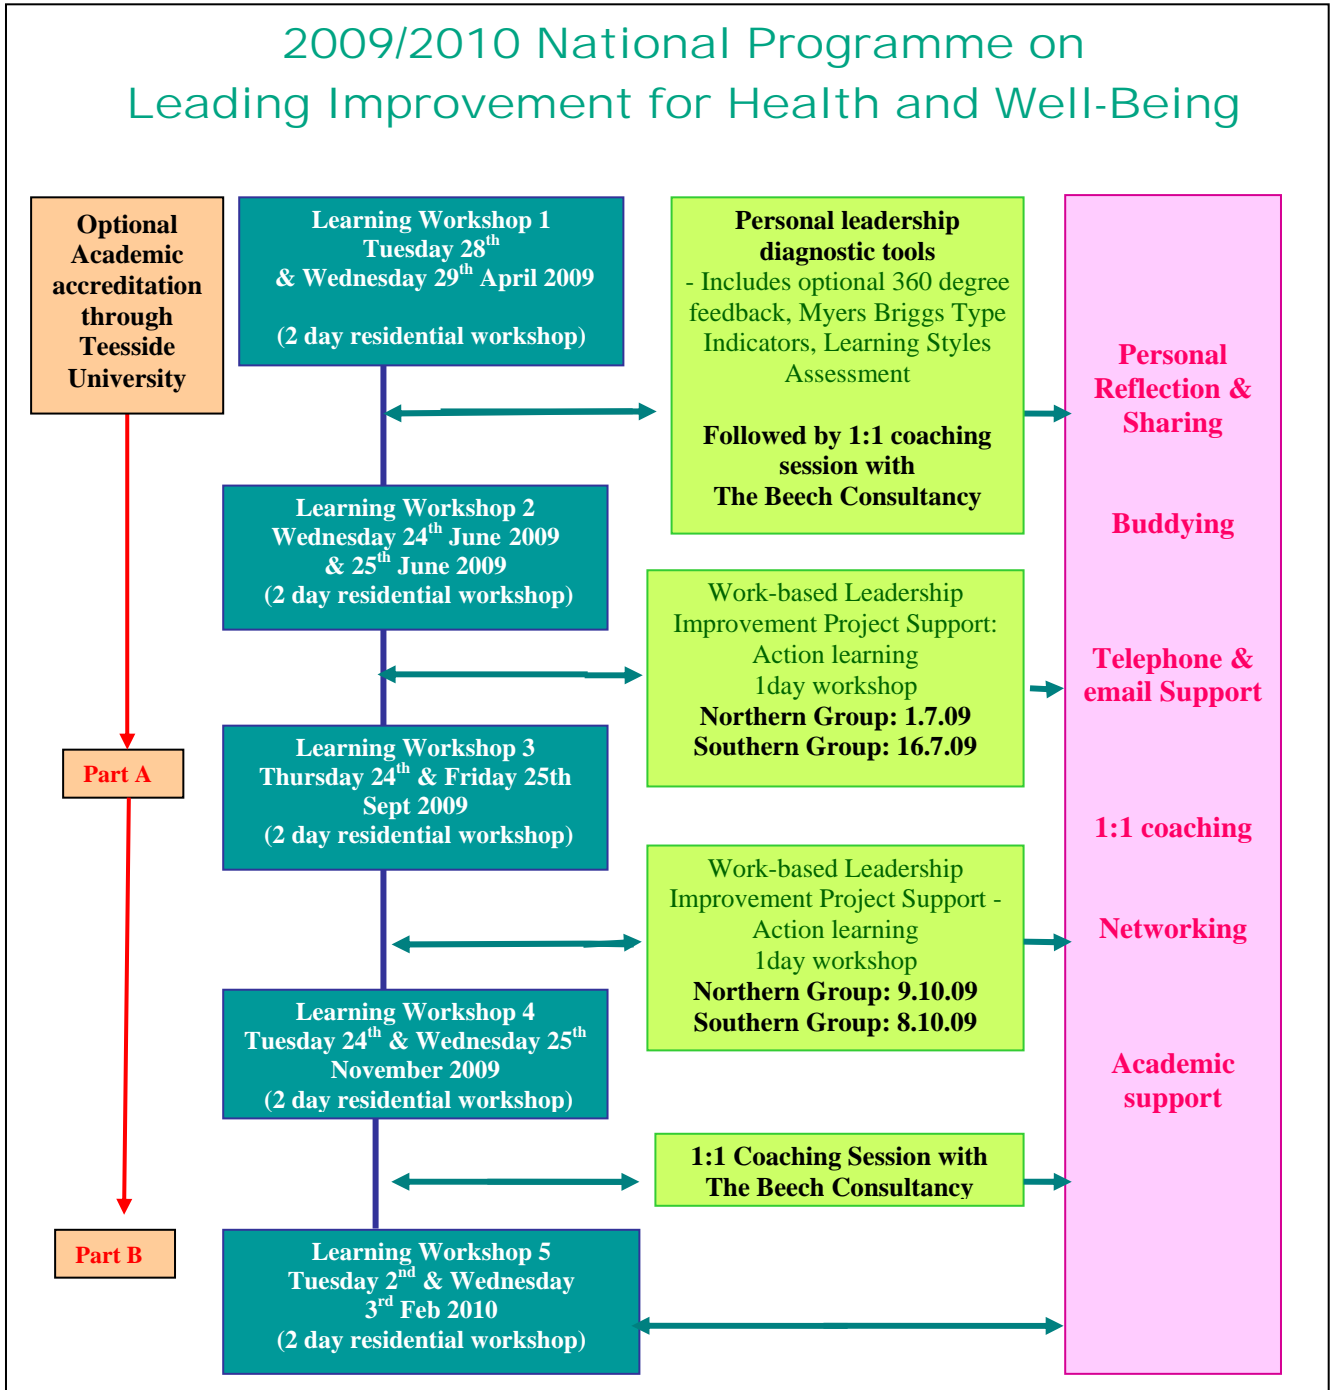 2009/2010 National Programme on
Leading Improvement for Health and Well-Being
Optional
Academic
accreditation
through
Teesside
University
Part A
Part B
Learning Workshop 1
Tuesday 28th
& Wednesday 29th April 2009
(2 day residential workshop)
Learning Workshop 2
Wednesday 24th June 2009
& 25th June 2009
(2 day residential workshop)
Learning Workshop 3
Thursday 24th & Friday 25th
Sept 2009
(2 day residential workshop)
Learning Workshop 4
Tuesday 24th & Wednesday 25th
November 2009
(2 day residential workshop)
Learning Workshop 5
Tuesday 2nd & Wednesday
3rd Feb 2010
(2 day residential workshop)
Personal leadership
diagnostic tools
- Includes optional 360 degree
feedback, Myers Briggs Type
Indicators, Learning Styles
Assessment
Followed by 1:1 coaching
session with
The Beech Consultancy
Work-based Leadership
Improvement Project Support:
Action learning
1day workshop
Northern Group: 1.7.09
Southern Group: 16.7.09
Work-based Leadership
Improvement Project Support -
Action learning
1day workshop
Northern Group: 9.10.09
Southern Group: 8.10.09
1:1 Coaching Session with
The Beech Consultancy
Personal
Reflection &
Sharing
Buddying
Telephone &
email Support
1:1 coaching
Networking
Academic
support